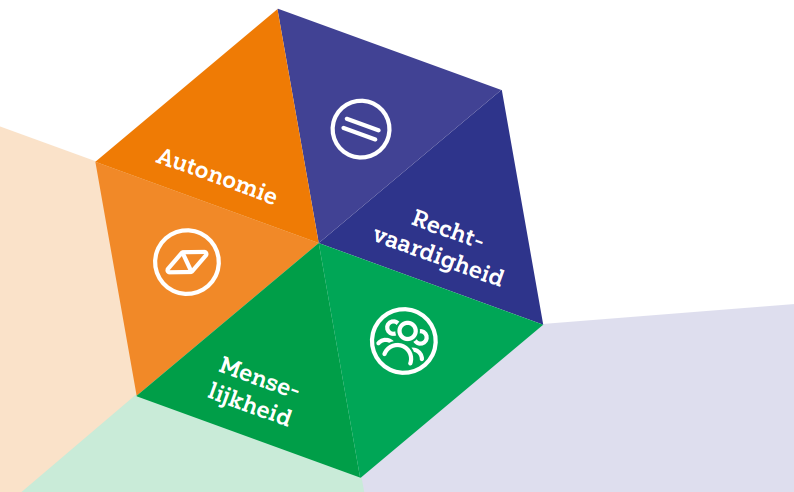 Autonomie
Recht-
vaardigheid
Mense-
lijkheid